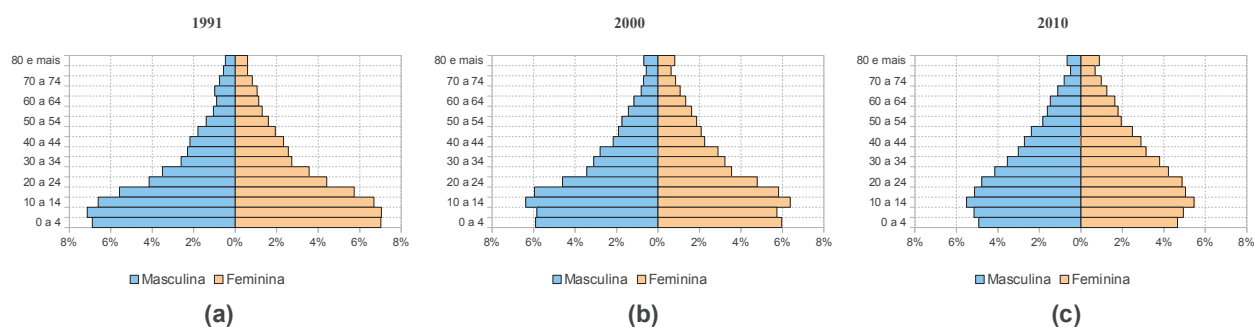 1991
80 e mais
70 a 74
60 a 64
50 a 54
40 a 44
30 a 34
20 a 24
10 a 14
0 a 4
8% 6% 4% 2% 0% 2% 4% 6% 8%
Masculina Feminina
(a)
2000
80 e mais
70 a 74
60 a 64
50 a 54
40 a 44
30 a 34
20 a 24
10 a 14
0 a 4
8% 6% 4% 2% 0% 2% 4% 6% 8%
Masculina Feminina
(b)
2010
80 e mais
70 a 74
60 a 64
50 a 54
40 a 44
30 a 34
20 a 24
10 a 14
0 a 4
8% 6% 4% 2% 0% 2% 4% 6% 8%
Masculina Feminina
(c)